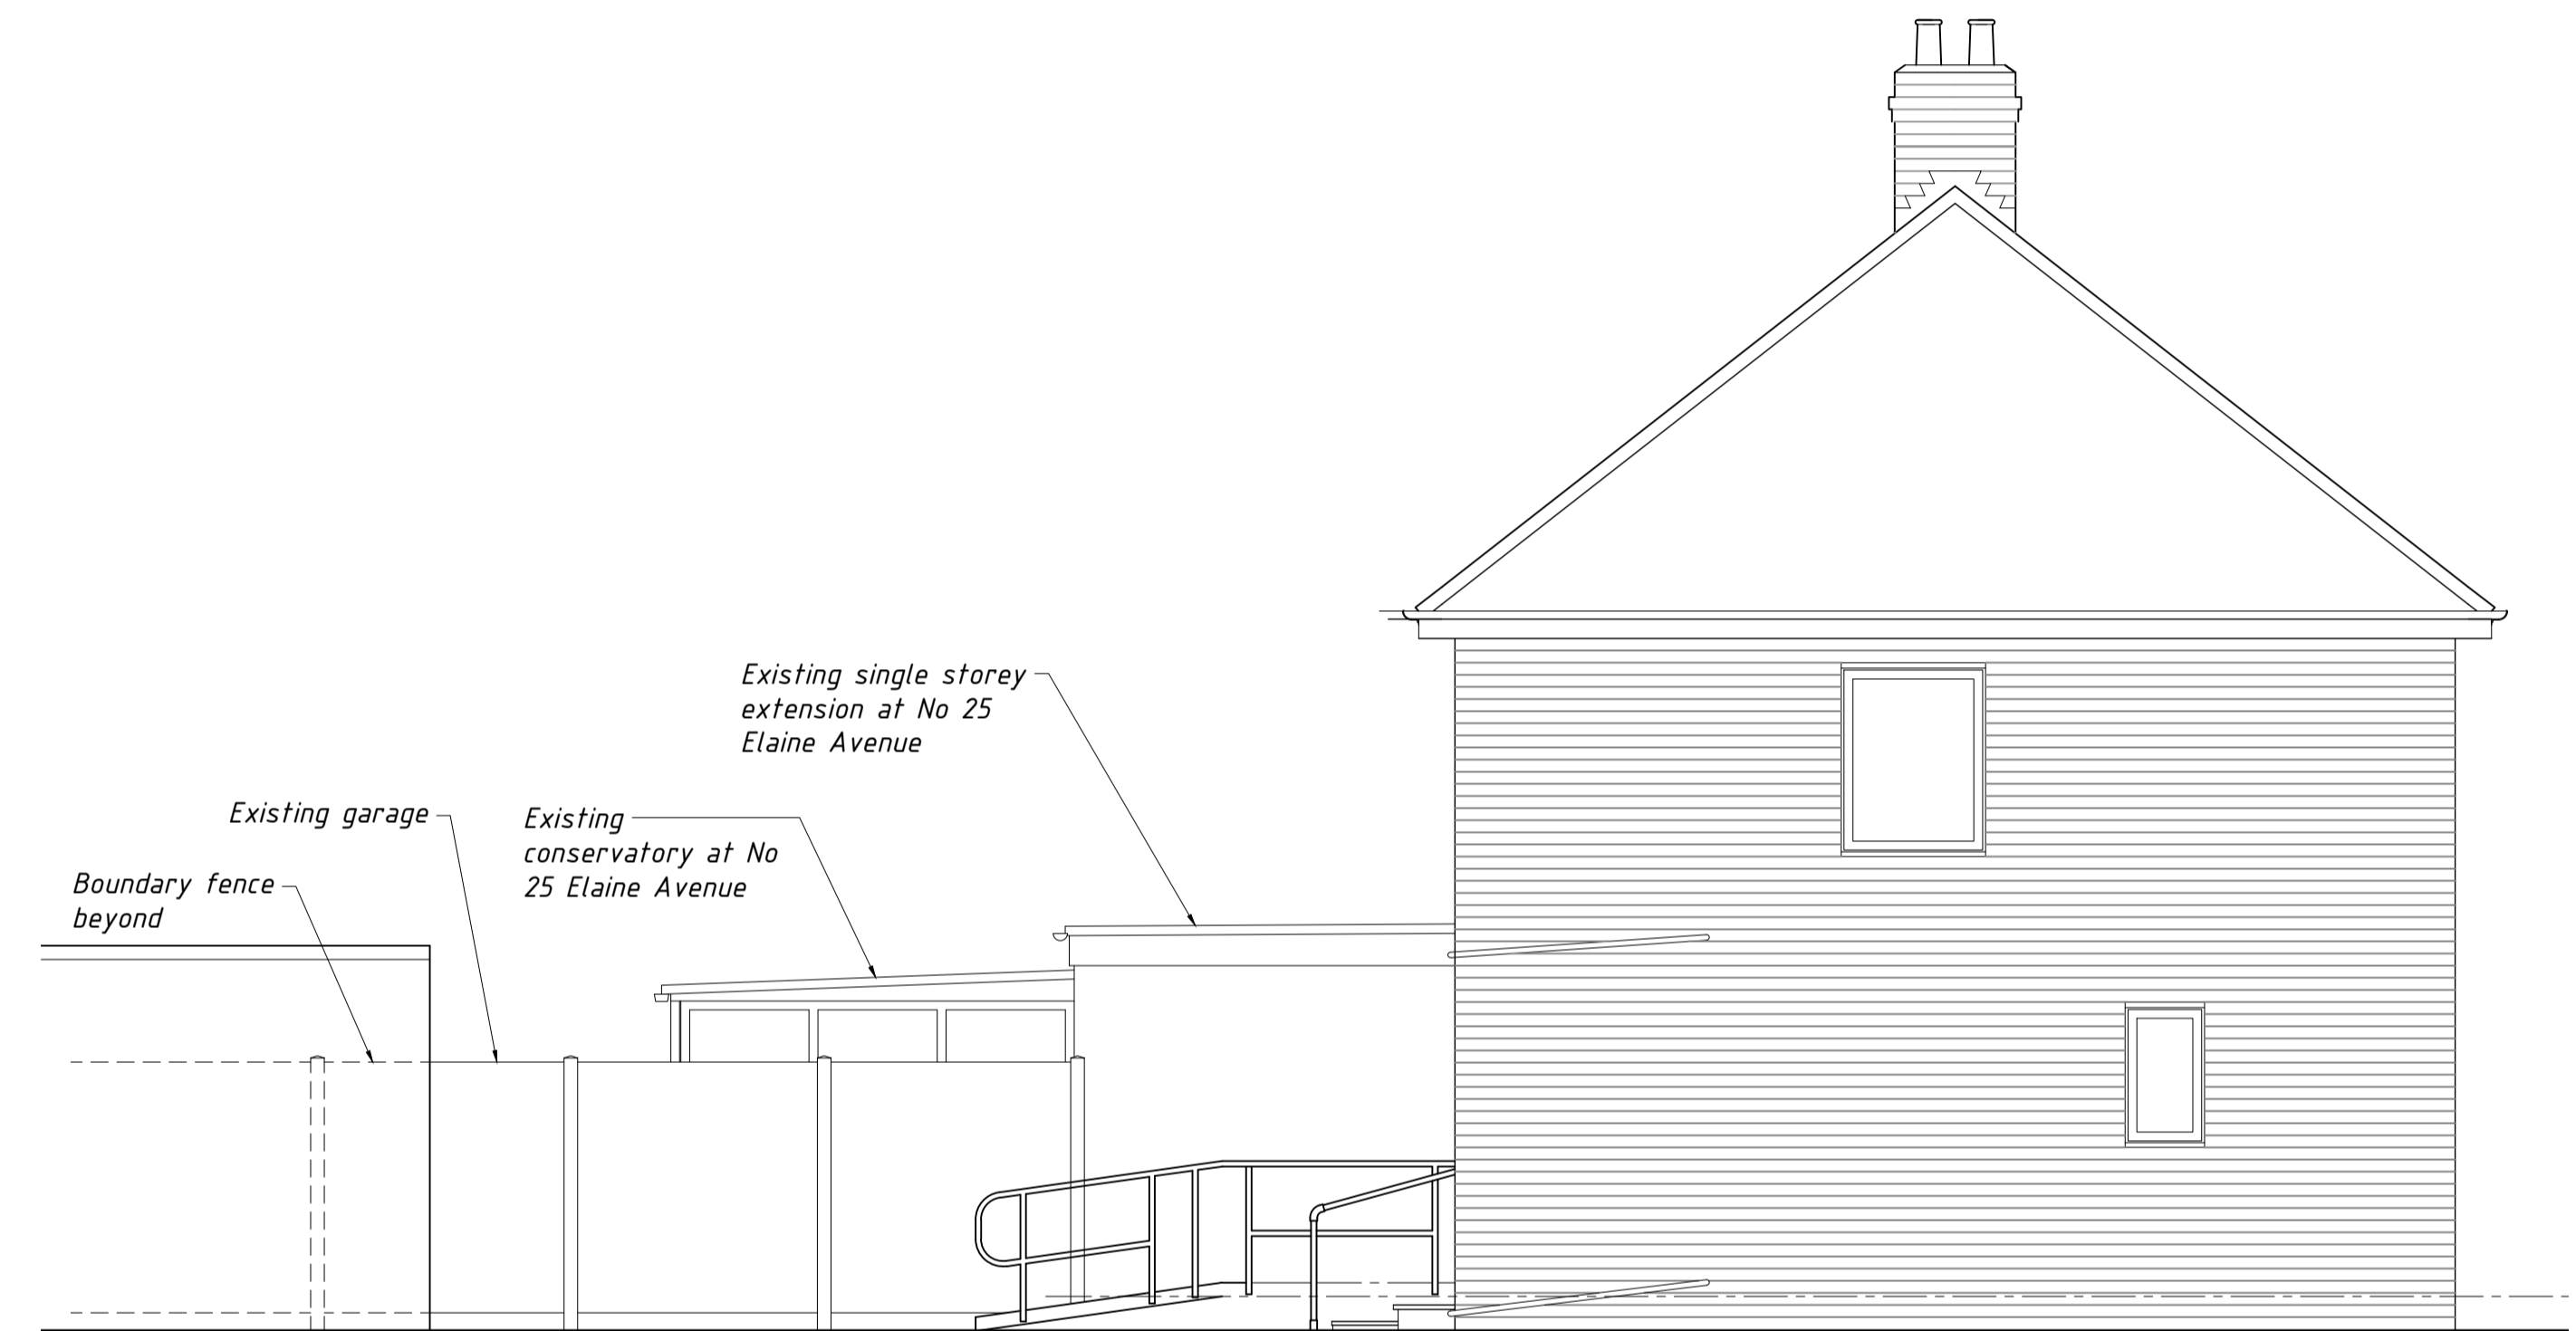 Existing single storey
extension at No 25
Elaine Avenue
Existing garage
Existing
conservatory at No
25 Elaine Avenue
Boundary fence
beyond